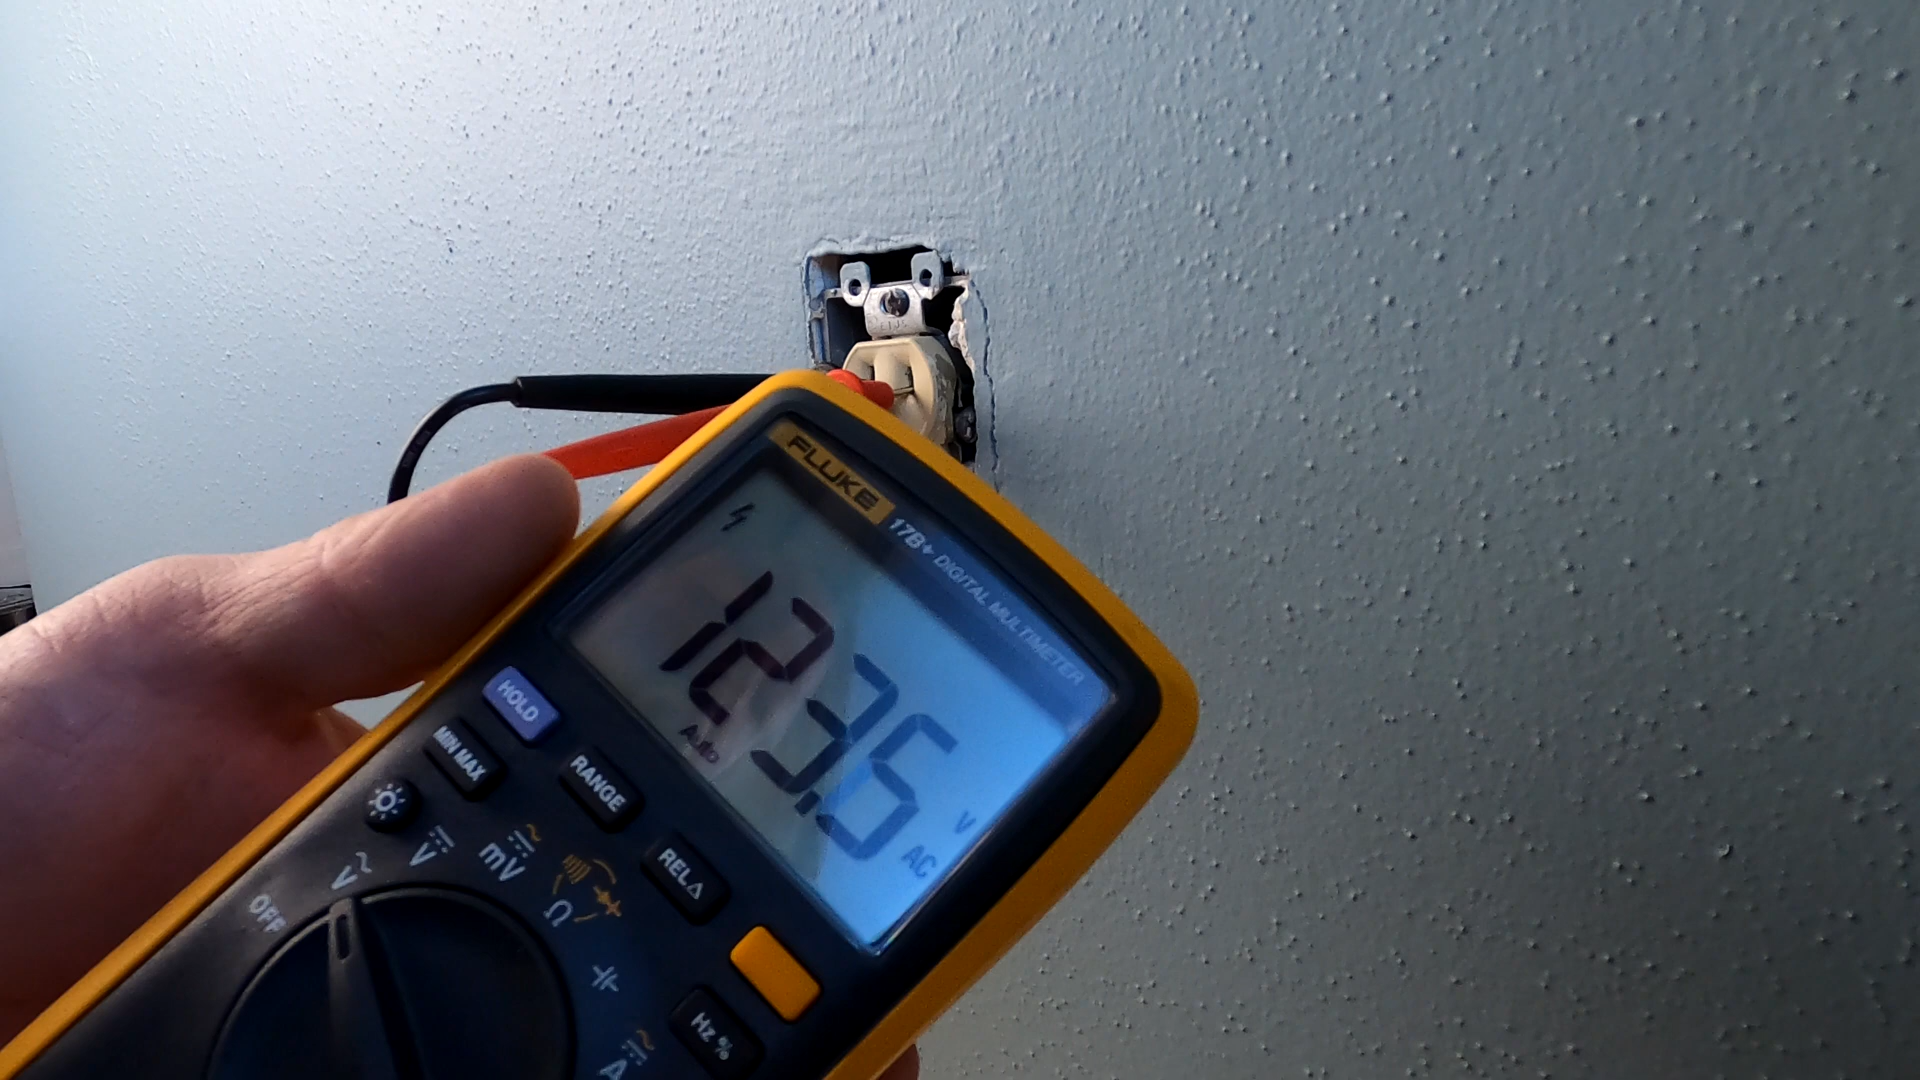 FLUKE 17B+ DIGITAL MULTIMETER
123.6 V
Auto AC
HOLD
MIN MAX
RANGE
REL△
Hz %
OFF
V
V
mV
Ω
A